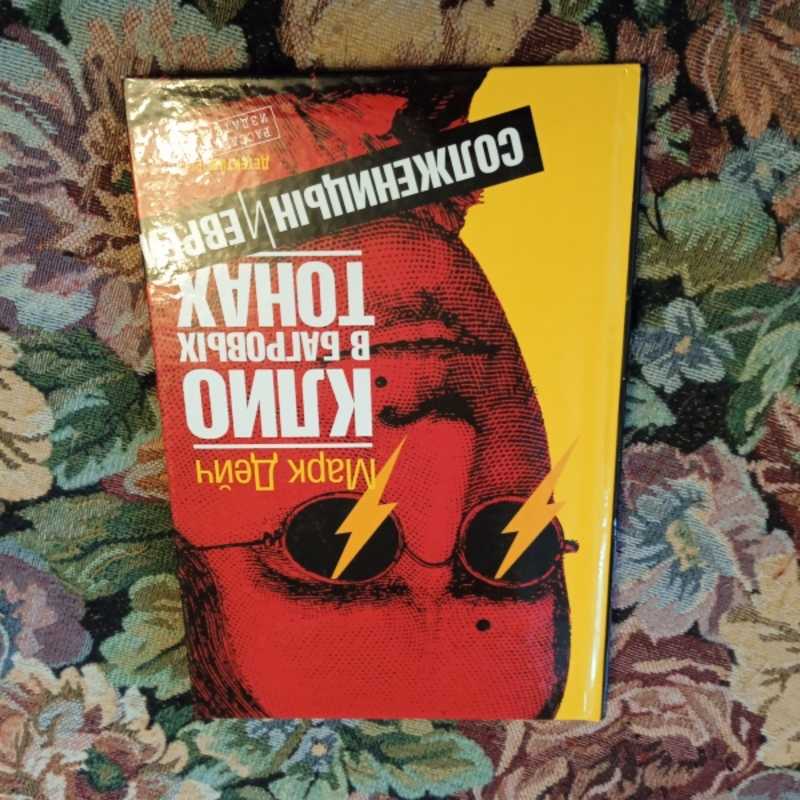 Марк Дейч
КЛИО
В БАГРОВЫХ
ТОНАХ
СОЛЖЕНИЦЫН И